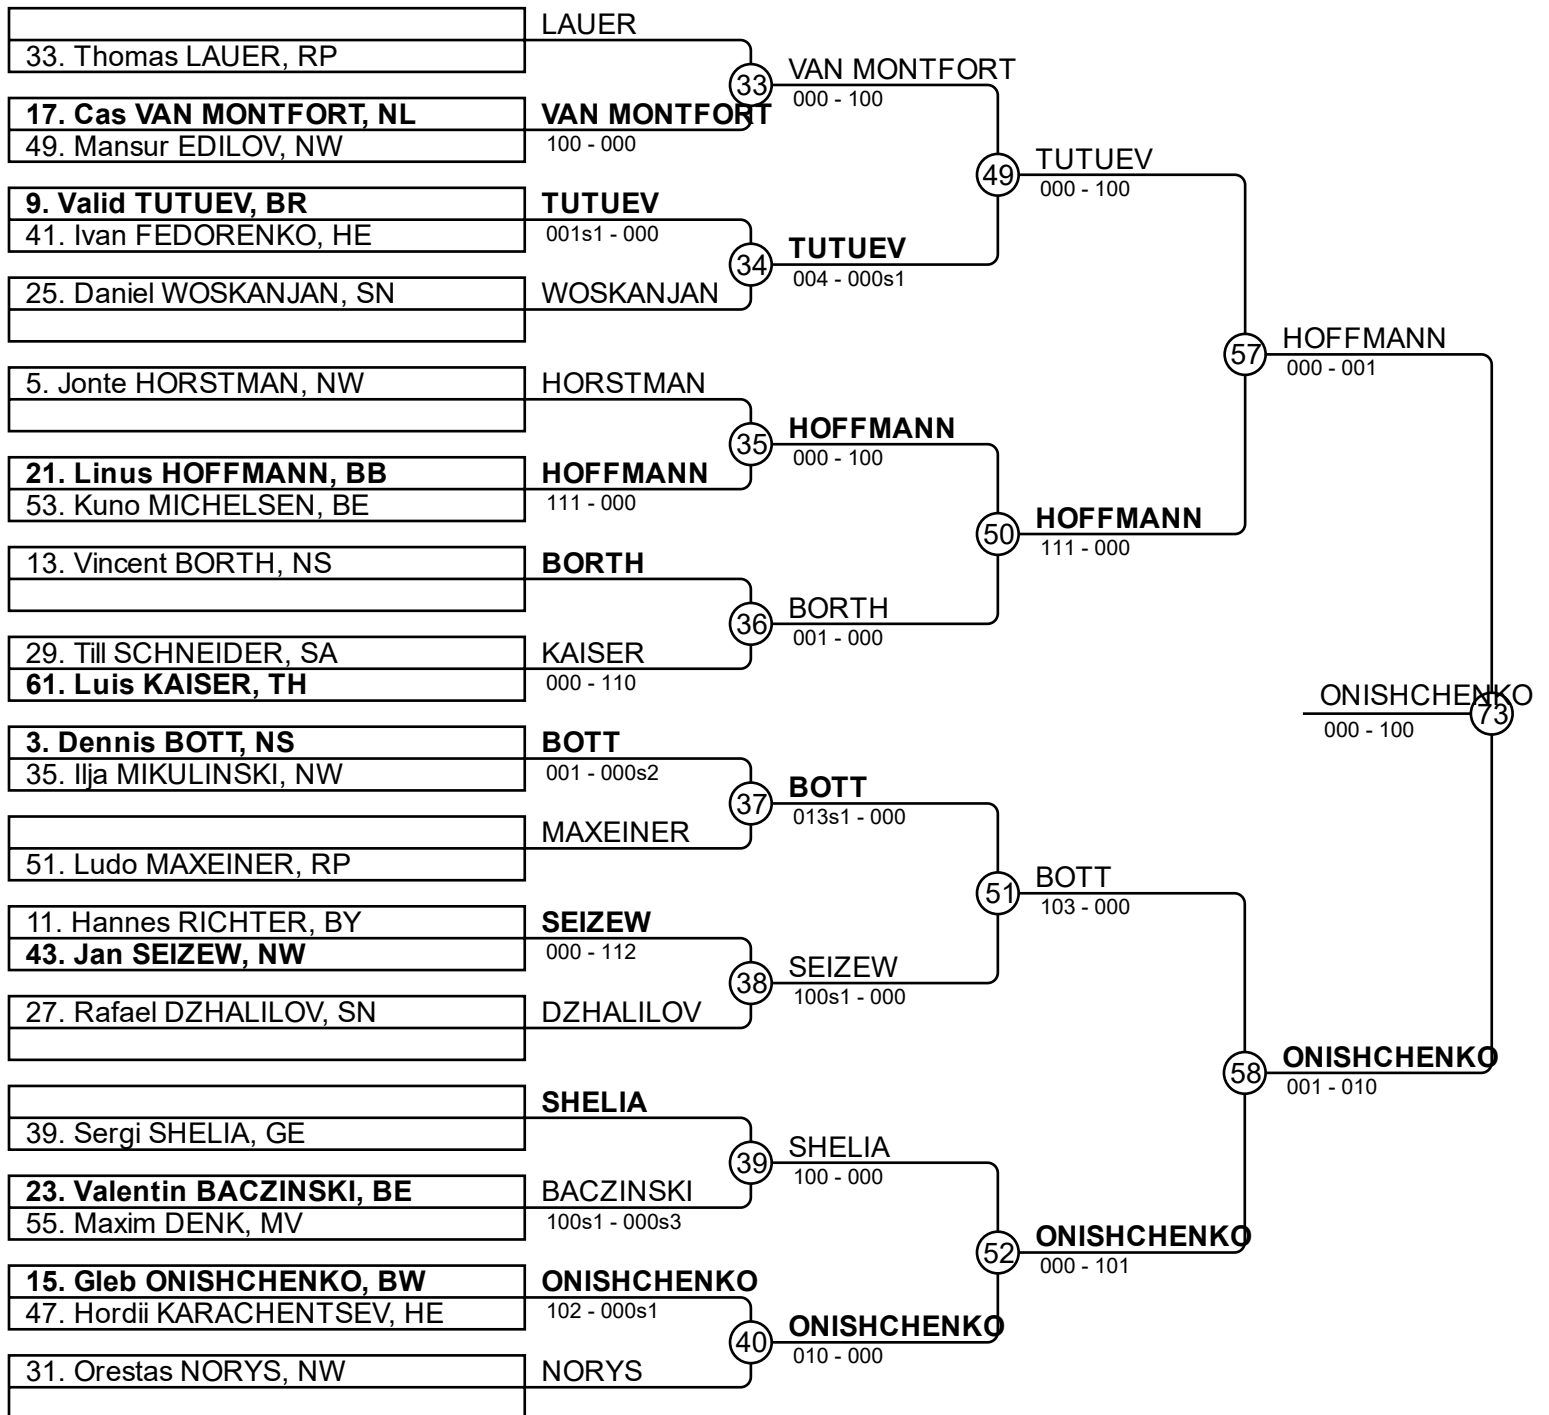 LAUER
33. Thomas LAUER, RP
33
VAN MONTFORT
000 - 100
17. Cas VAN MONTFORT, NL
VAN MONTFORT
49. Mansur EDILOV, NW
100 - 000
49
TUTUEV
000 - 100
9. Valid TUTUEV, BR
TUTUEV
41. Ivan FEDORENKO, HE
001s1 - 000
34
TUTUEV
004 - 000s1
25. Daniel WOSKANJAN, SN
WOSKANJAN
57
HOFFMANN
000 - 001
5. Jonte HORSTMAN, NW
HORSTMAN
35
HOFFMANN
000 - 100
21. Linus HOFFMANN, BB
HOFFMANN
53. Kuno MICHELSEN, BE
111 - 000
50
HOFFMANN
111 - 000
13. Vincent BORTH, NS
BORTH
36
BORTH
001 - 000
29. Till SCHNEIDER, SA
KAISER
61. Luis KAISER, TH
000 - 110
ONISHCHENKO
73
000 - 100
3. Dennis BOTT, NS
BOTT
35. Ilja MIKULINSKI, NW
001 - 000s2
37
BOTT
013s1 - 000
MAXEINER
51. Ludo MAXEINER, RP
51
BOTT
103 - 000
11. Hannes RICHTER, BY
SEIZEW
43. Jan SEIZEW, NW
000 - 112
38
SEIZEW
100s1 - 000
27. Rafael DZHALILOV, SN
DZHALILOV
58
ONISHCHENKO
001 - 010
SHELIA
39. Sergi SHELIA, GE
39
SHELIA
100 - 000
23. Valentin BACZINSKI, BE
BACZINSKI
55. Maxim DENK, MV
100s1 - 000s3
52
ONISHCHENKO
000 - 101
15. Gleb ONISHCHENKO, BW
ONISHCHENKO
47. Hordii KARACHENTSEV, HE
102 - 000s1
40
ONISHCHENKO
010 - 000
31. Orestas NORYS, NW
NORYS